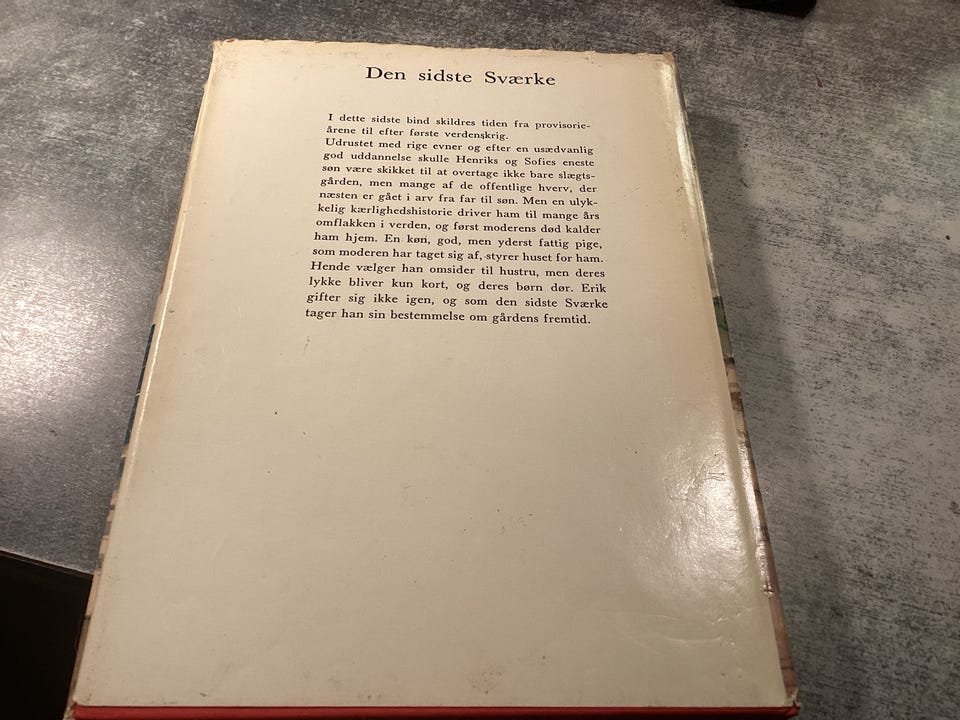 Den sidste Sværke
I dette sidste bind skildres tiden fra provisorie-
årene til efter første verdenskrig.
Udrustet med rige evner og efter en usædvanlig
god uddannelse skulle Henriks og Sofies eneste
søn være skikket til at overtage ikke bare slægts-
gården, men mange af de offentlige hverv, der
næsten er gået i arv fra far til søn. Men en ulyk-
kelig kærlighedshistorie driver ham til mange års
omflakken i verden, og først moderens død kalder
ham hjem. En køn, god, men yderst fattig pige,
som moderen har taget sig af, styrer huset for ham.
Hende vælger han omsider til hustru, men deres
lykke bliver kun kort, og deres børn dør. Erik
gifter sig ikke igen, og som den sidste Sværke
tager han sin bestemmelse om gårdens fremtid.